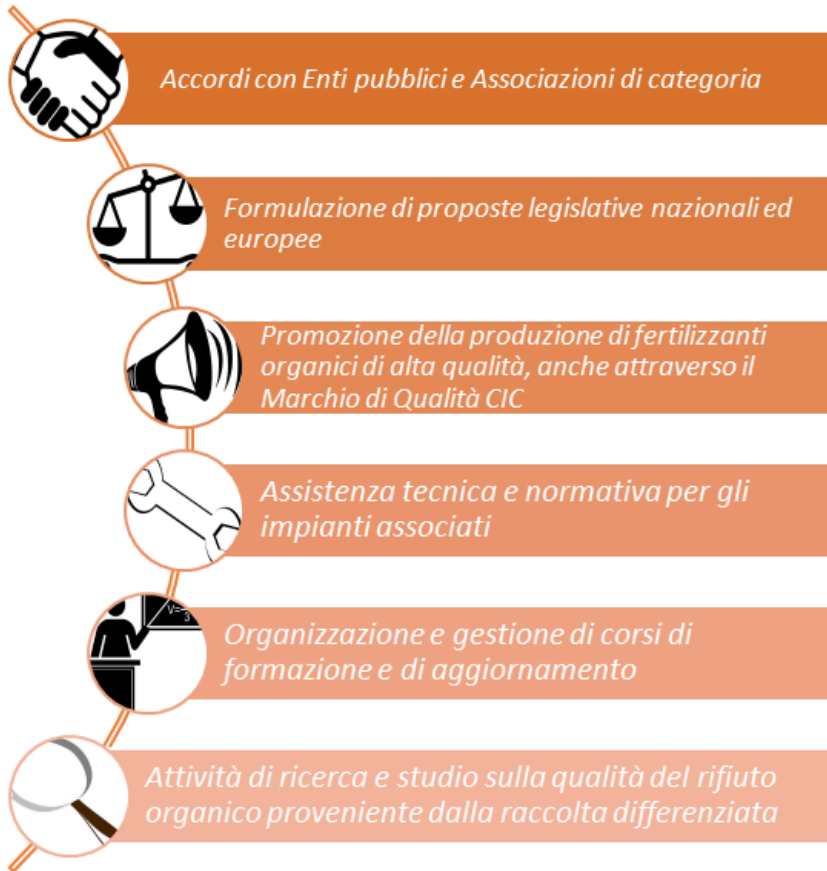 Accordi con Enti pubblici e Associazioni di categoria
Formulazione di proposte legislative nazionali ed
europee
Promozione della produzione di fertilizzanti
organici di alta qualità, anche attraverso il
Marchio di Qualità CIC
Assistenza tecnica e normativa per gli
impianti associati
V=
3
Organizzazione e gestione di corsi di
formazione e di aggiornamento
Attività di ricerca e studio sulla qualità del rifiuto
organico proveniente dalla raccolta differenziata